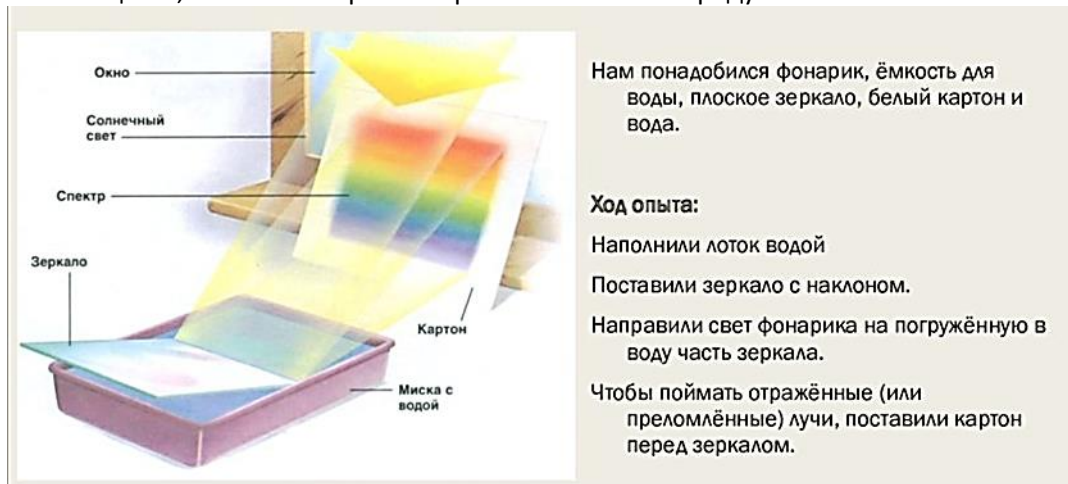 Окно
Солнечный
свет
Спектр
Зеркало
Картон
Миска с
водой
Нам понадобился фонарик, ёмкость для
воды, плоское зеркало, белый картон и
вода.
Ход опыта:
Наполнили лоток водой
Поставили зеркало с наклоном.
Направили свет фонарика на погружённую в
воду часть зеркала.
Чтобы поймать отражённые (или
преломлённые) лучи, поставили картон
перед зеркалом.